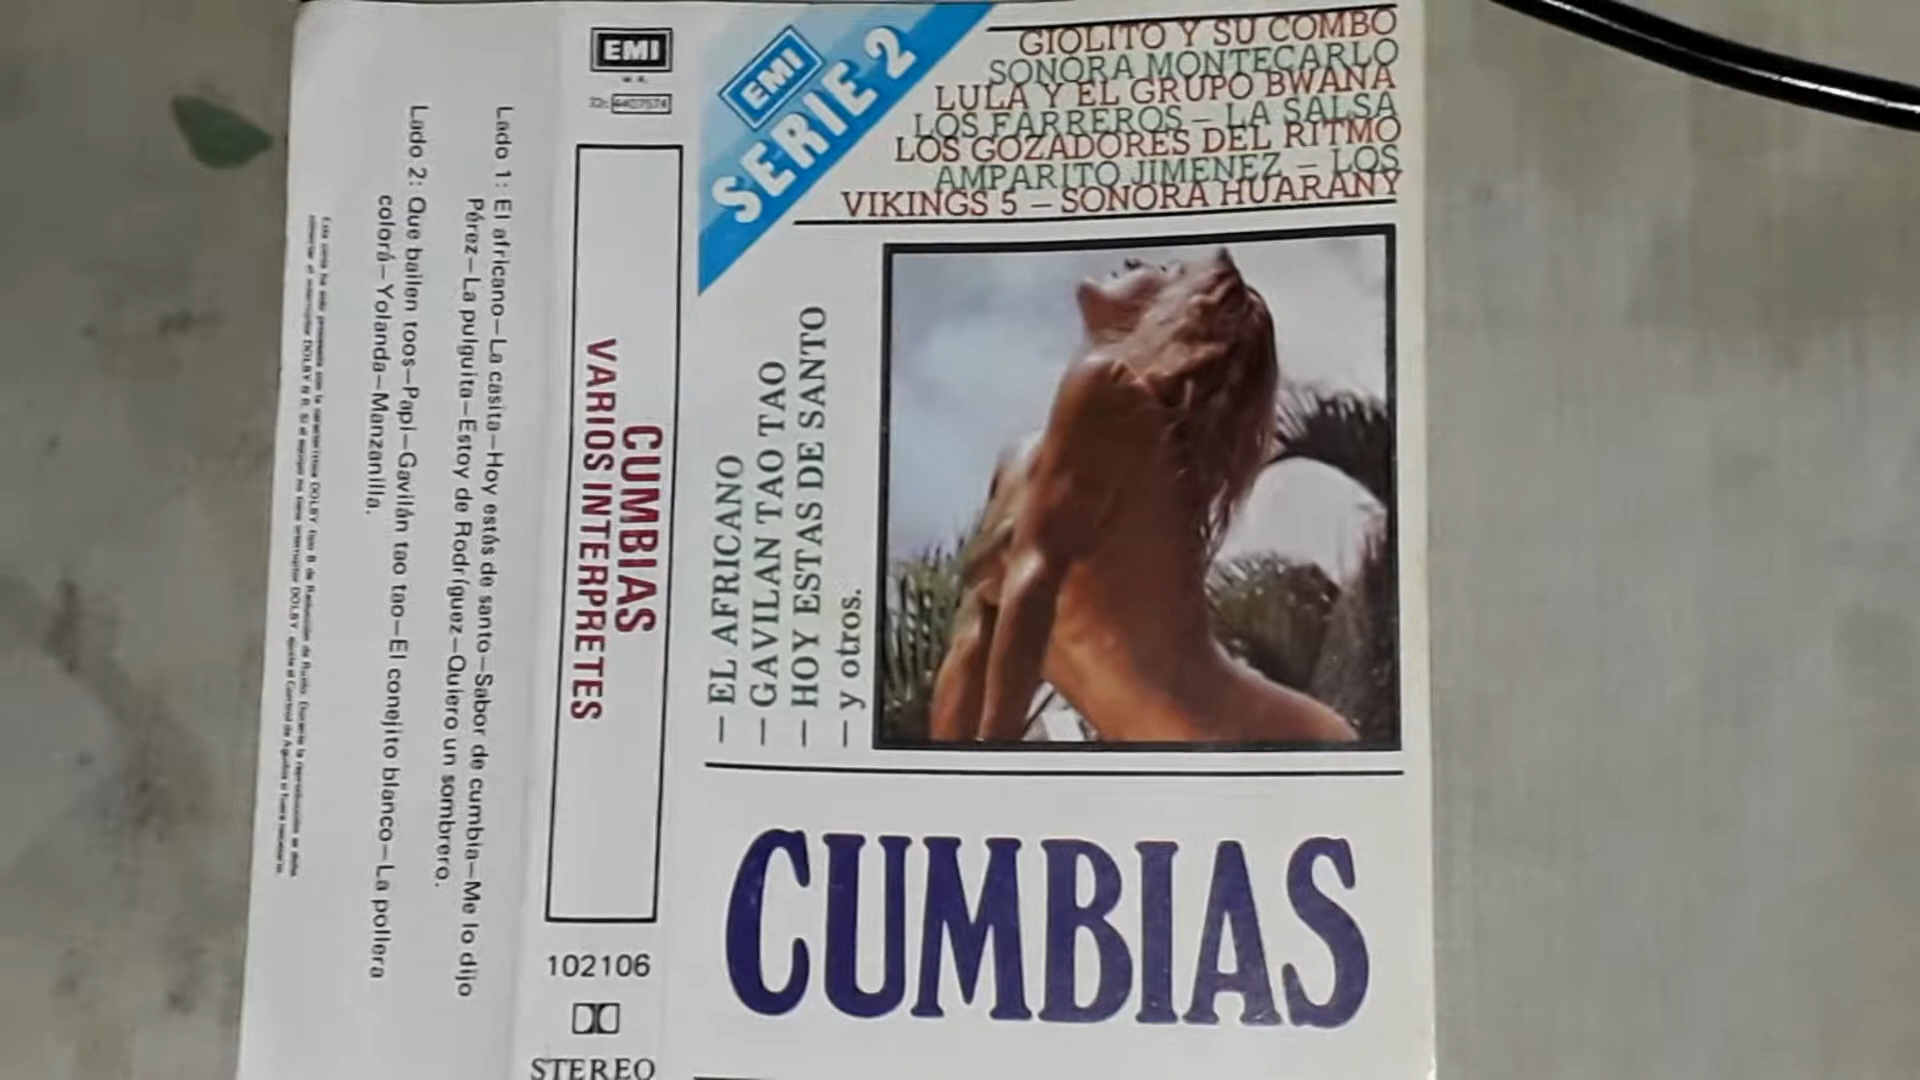 EMI
SERIE 2
GIOLITO Y SU COMBO
SONORA MONTECARLO
LULA Y EL GRUPO BWANA
LOS FARREROS – LA SALSA
LOS GOZADORES DEL RITMO
AMPARITO JIMENEZ – LOS
VIKINGS 5 – SONORA HUARANY
– EL AFRICANO
– GAVILAN TAO TAO
– HOY ESTAS DE SANTO
– y otros.
CUMBIAS
EMI
4407574
CUMBIAS
VARIOS INTERPRETES
102106
STEREO
Lado 1: El africano–La casita–Hoy estás de santo–Sabor de cumbia–Me lo dijo
Pérez–La pulguita–Estoy de Rodríguez–Quiero un sombrero.
Lado 2: Que bailen toos–Papi–Gavilán tao tao–El conejito blanco–La pollera
colorá–Yolanda–Manzanilla.